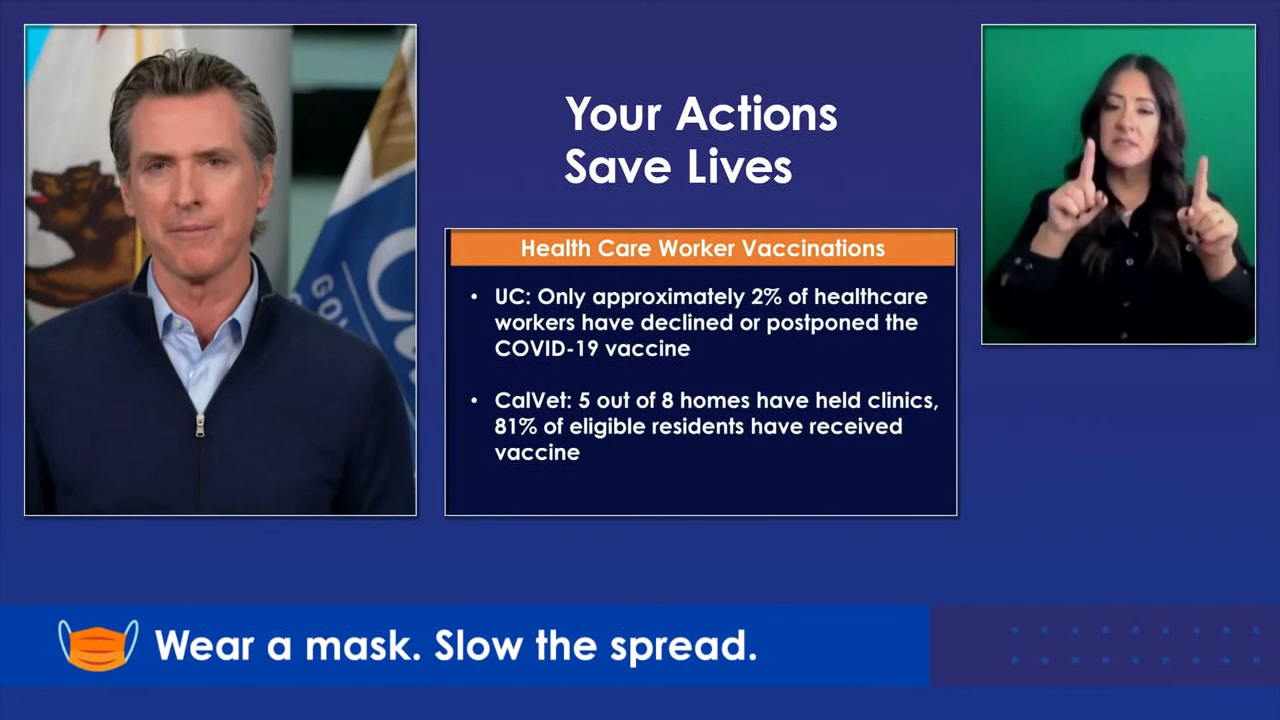 Your Actions
Save Lives
Health Care Worker Vaccinations
• UC: Only approximately 2% of healthcare
workers have declined or postponed the
COVID-19 vaccine
• CalVet: 5 out of 8 homes have held clinics,
81% of eligible residents have received
vaccine
Wear a mask. Slow the spread.